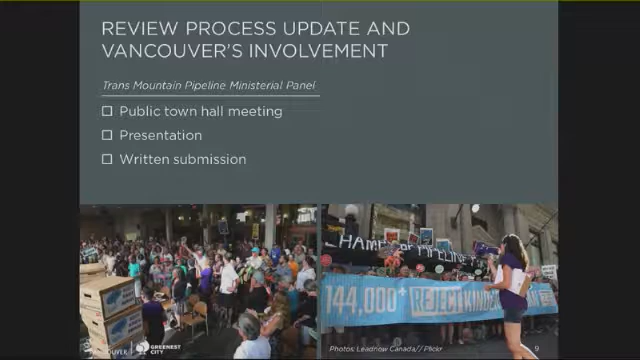 REVIEW PROCESS UPDATE AND
VANCOUVER'S INVOLVEMENT
Trans Mountain Pipeline Ministerial Panel
Public town hall meeting
Presentation
Written submission
144,000+ REJECT KINDER
GREENEST
CITY
Photos: Leadnow Canada// Flickr
9